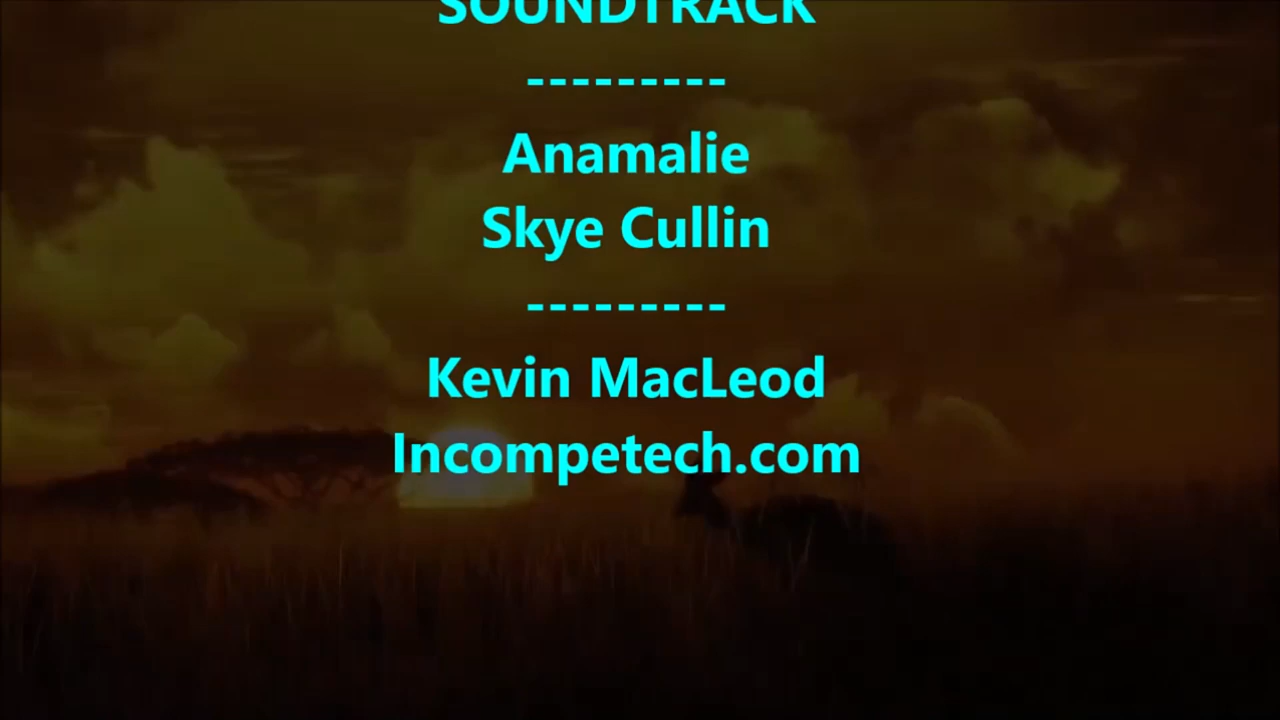 SOUNDTRACK
---------
Anamalie
Skye Cullin
---------
Kevin MacLeod
Incompetech.com